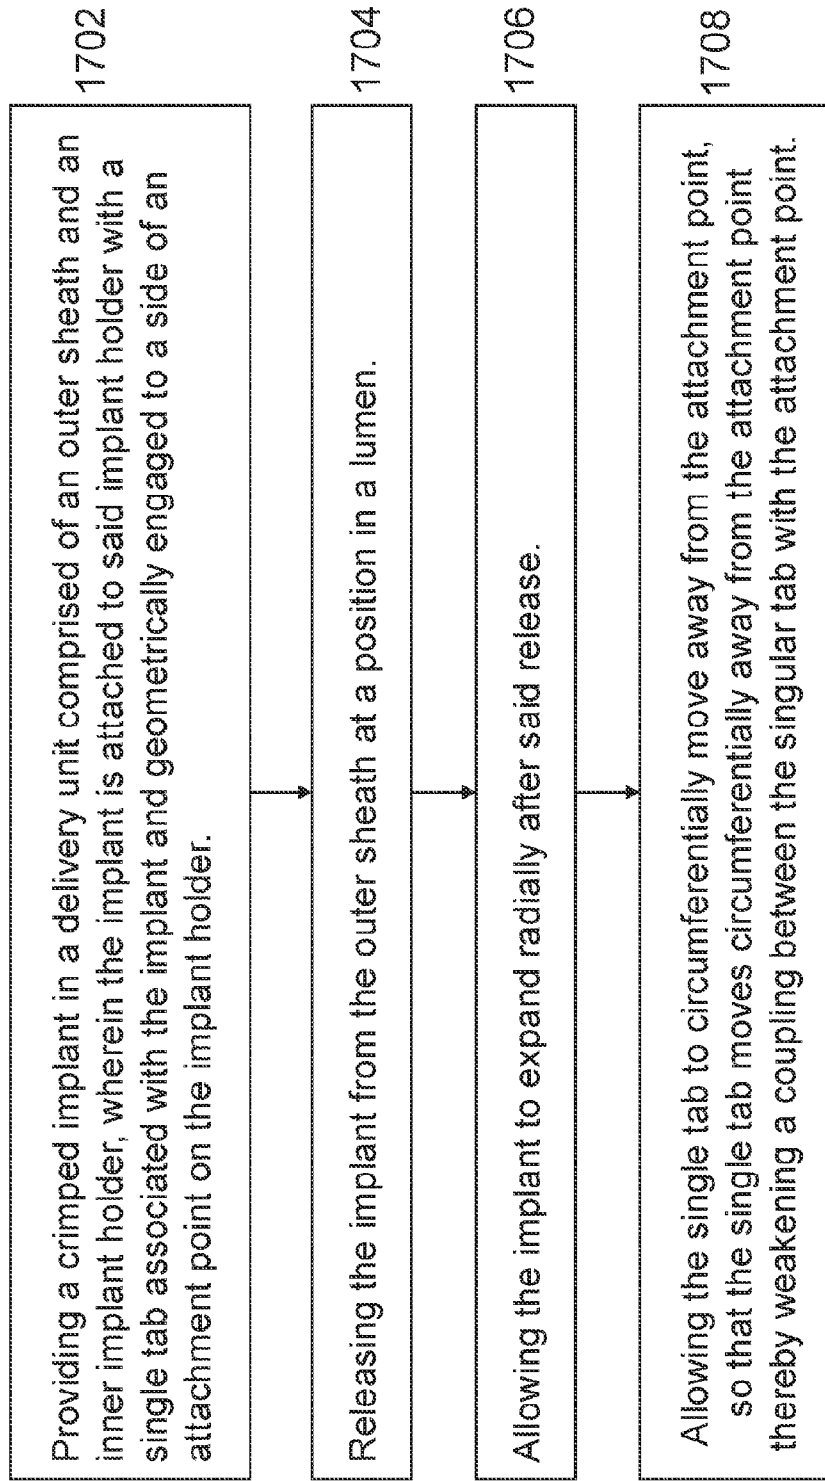 Providing a crimped implant in a delivery unit comprised of an outer sheath and an
inner implant holder, wherein the implant is attached to said implant holder with a
single tab associated with the implant and geometrically engaged to a side of an
attachment point on the implant holder.
1702
Releasing the implant from the outer sheath at a position in a lumen.
1704
Allowing the implant to expand radially after said release.
1706
Allowing the single tab to circumferentially move away from the attachment point,
so that the single tab moves circumferentially away from the attachment point
thereby weakening a coupling between the singular tab with the attachment point.
1708